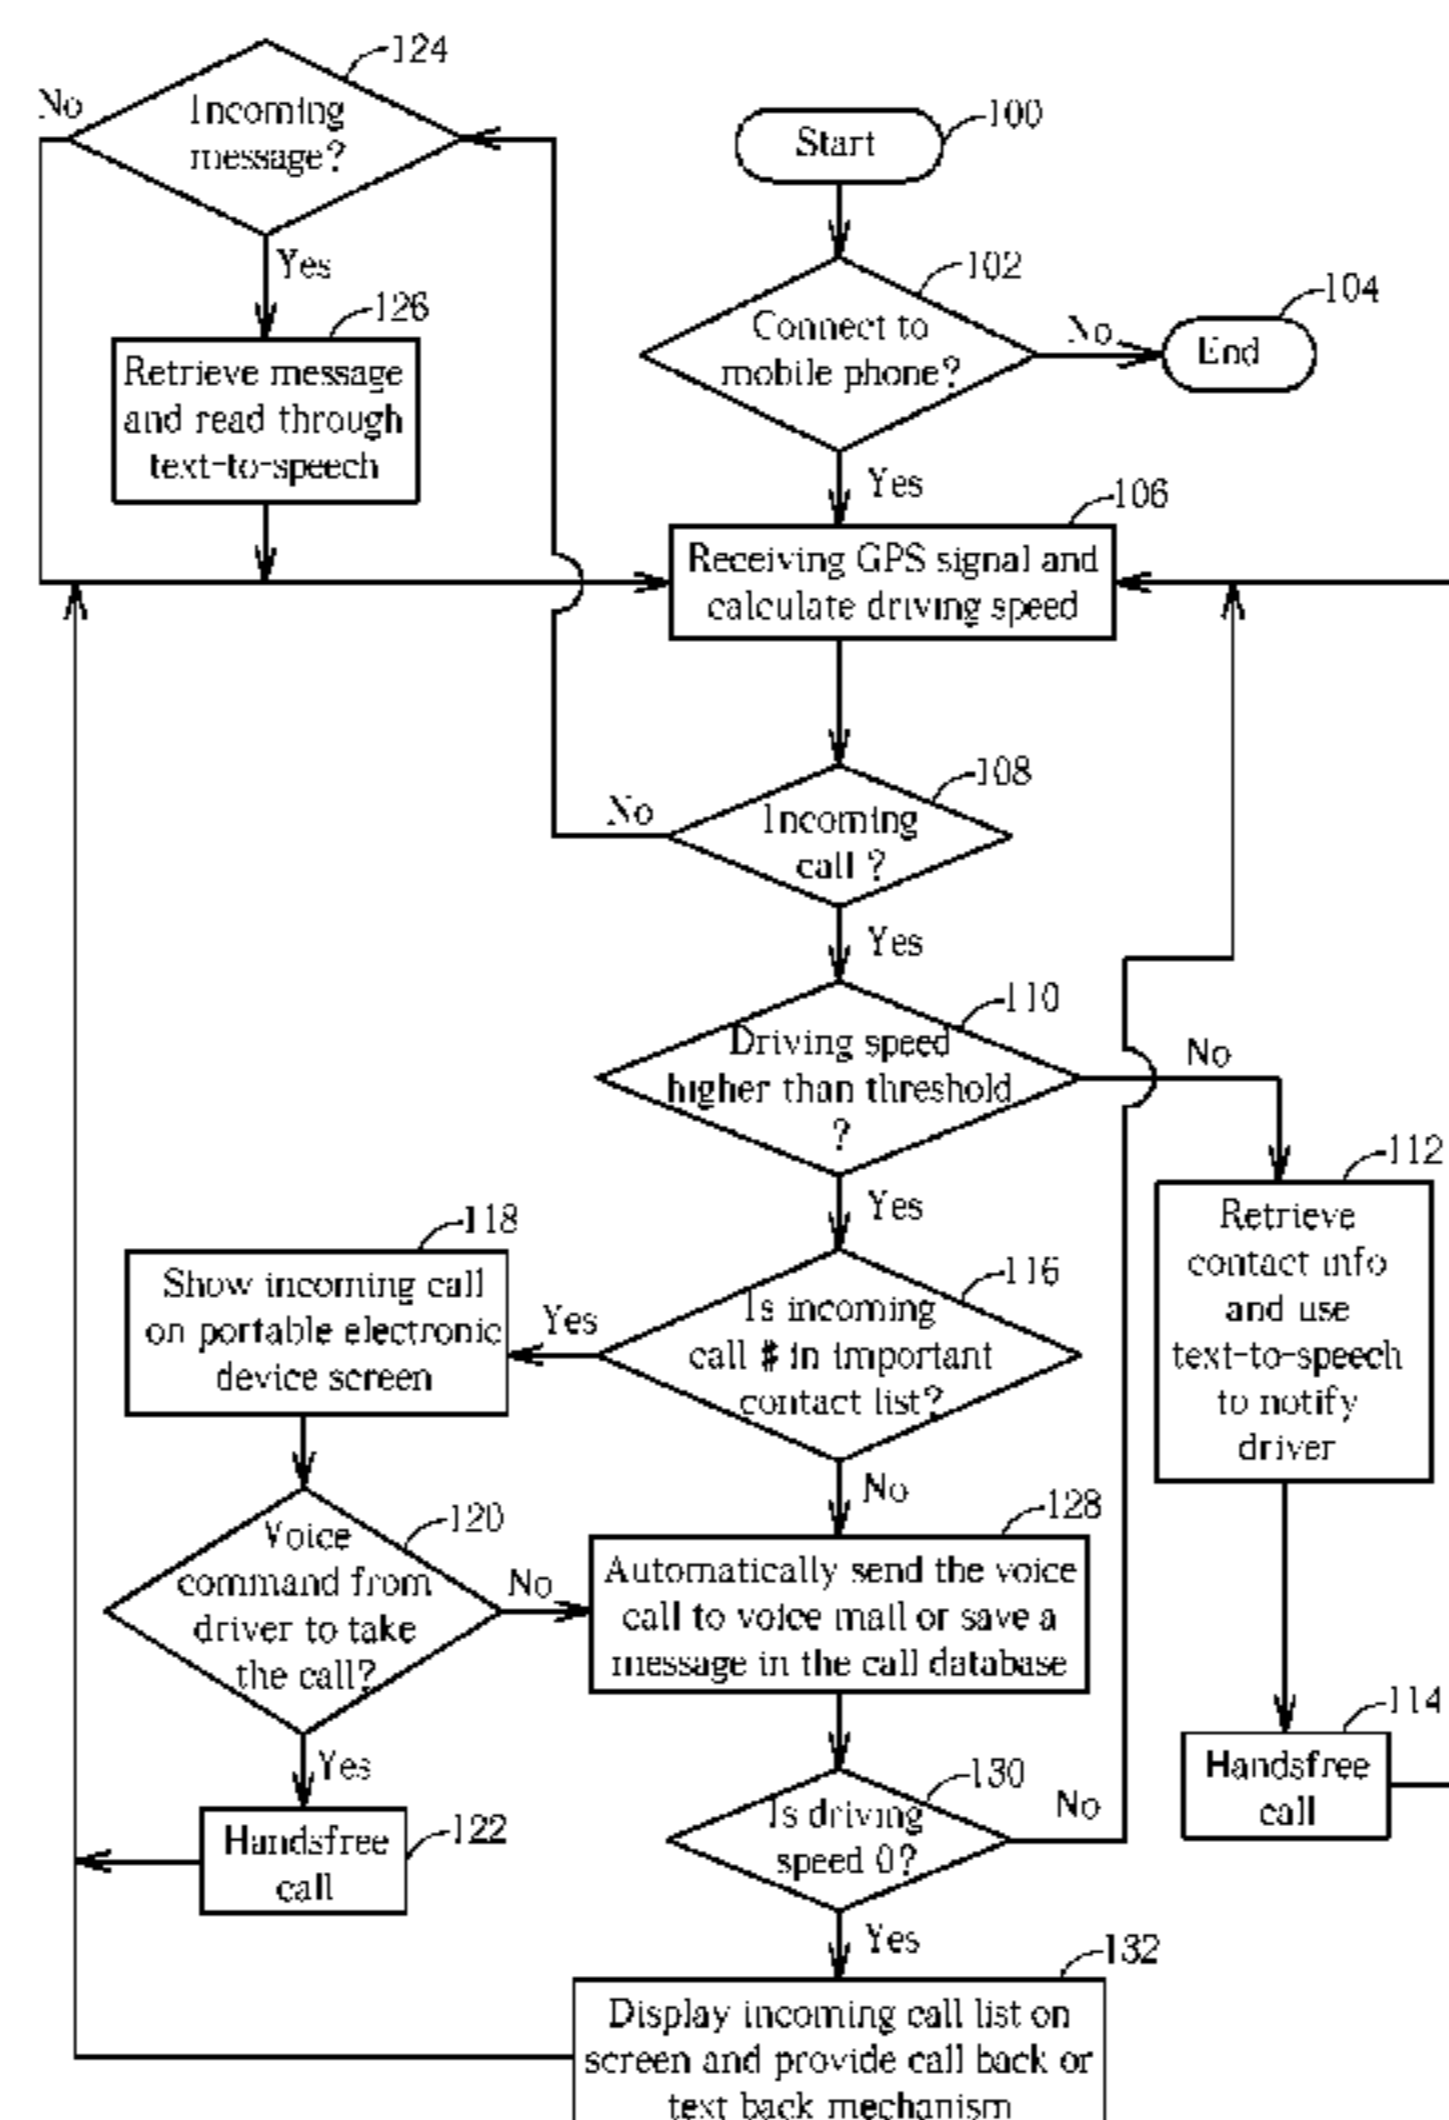 100
Start
102
Connect to
mobile phone?
No
104
End
Yes
106
Receiving GPS signal and
calculate driving speed
108
Incoming
call ?
No
124
Incoming
message?
No
Yes
126
Retrieve message
and read through
text-to-speech
Yes
110
Driving speed
higher than threshold
?
No
112
Retrieve
contact info
and use
text-to-speech
to notify
driver
114
Handsfree
call
Yes
116
Is incoming
call # in important
contact list?
Yes
118
Show incoming call
on portable electronic
device screen
120
Voice
command from
driver to take
the call?
No
Yes
122
Handsfree
call
No
128
Automatically send the voice
call to voice mail or save a
message in the call database
130
Is driving
speed 0?
No
Yes
132
Display incoming call list on
screen and provide call back or
text back mechanism